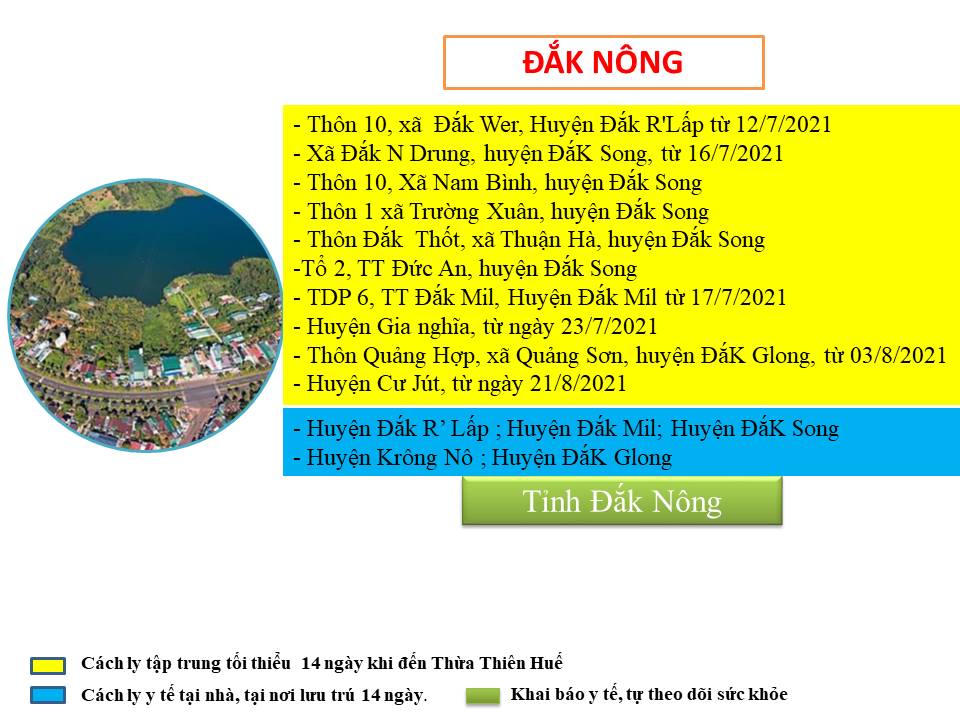 ĐẮK NÔNG
- Thôn 10, xã Đắk Wer, Huyện Đắk R'Lấp từ 12/7/2021
- Xã Đắk N Drung, huyện ĐắK Song, từ 16/7/2021
- Thôn 10, Xã Nam Bình, huyện Đắk Song
- Thôn 1 xã Trường Xuân, huyện Đắk Song
- Thôn Đắk Thốt, xã Thuận Hà, huyện Đắk Song
-Tổ 2, TT Đức An, huyện Đắk Song
- TDP 6, TT Đắk Mil, Huyện Đắk Mil từ 17/7/2021
- Huyện Gia nghĩa, từ ngày 23/7/2021
- Thôn Quảng Hợp, xã Quảng Sơn, huyện ĐắK Glong, từ 03/8/2021
- Huyện Cư Jút, từ ngày 21/8/2021
- Huyện Đắk R’ Lấp ; Huyện Đắk Mil; Huyện ĐắK Song
- Huyện Krông Nô ; Huyện ĐắK Glong
Tỉnh Đắk Nông
Cách ly tập trung tối thiểu 14 ngày khi đến Thừa Thiên Huế
Cách ly y tế tại nhà, tại nơi lưu trú 14 ngày.
Khai báo y tế, tự theo dõi sức khỏe